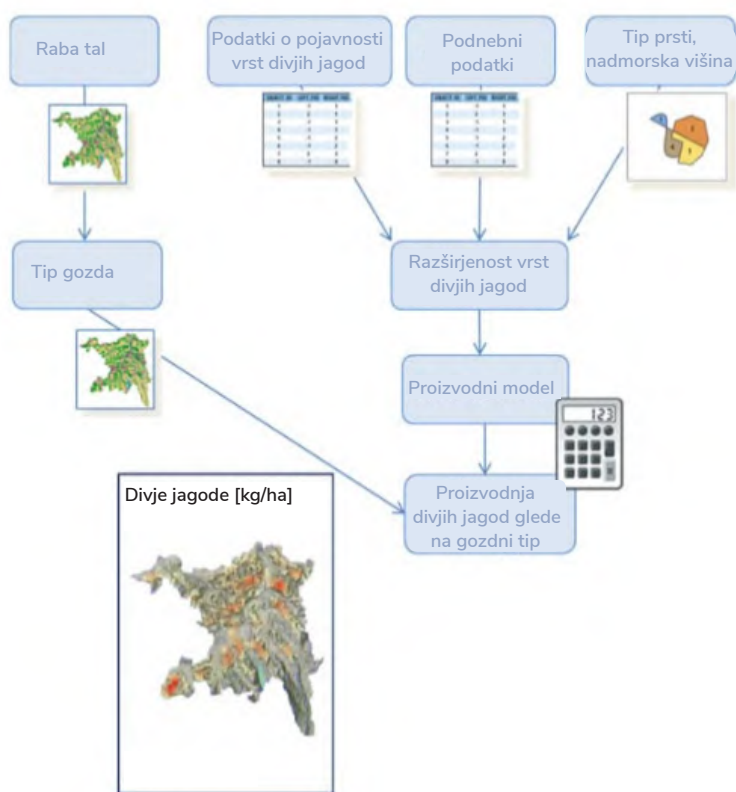 Raba tal
Podatki o pojavnosti
vrst divjih jagod
Podnebni
podatki
Tip prsti,
nadmorska višina
Tip gozda
Razširjenost vrst
divjih jagod
Proizvodni model
123
Divje jagode [kg/ha]
Proizvodnja
divjih jagod glede
na gozdni tip